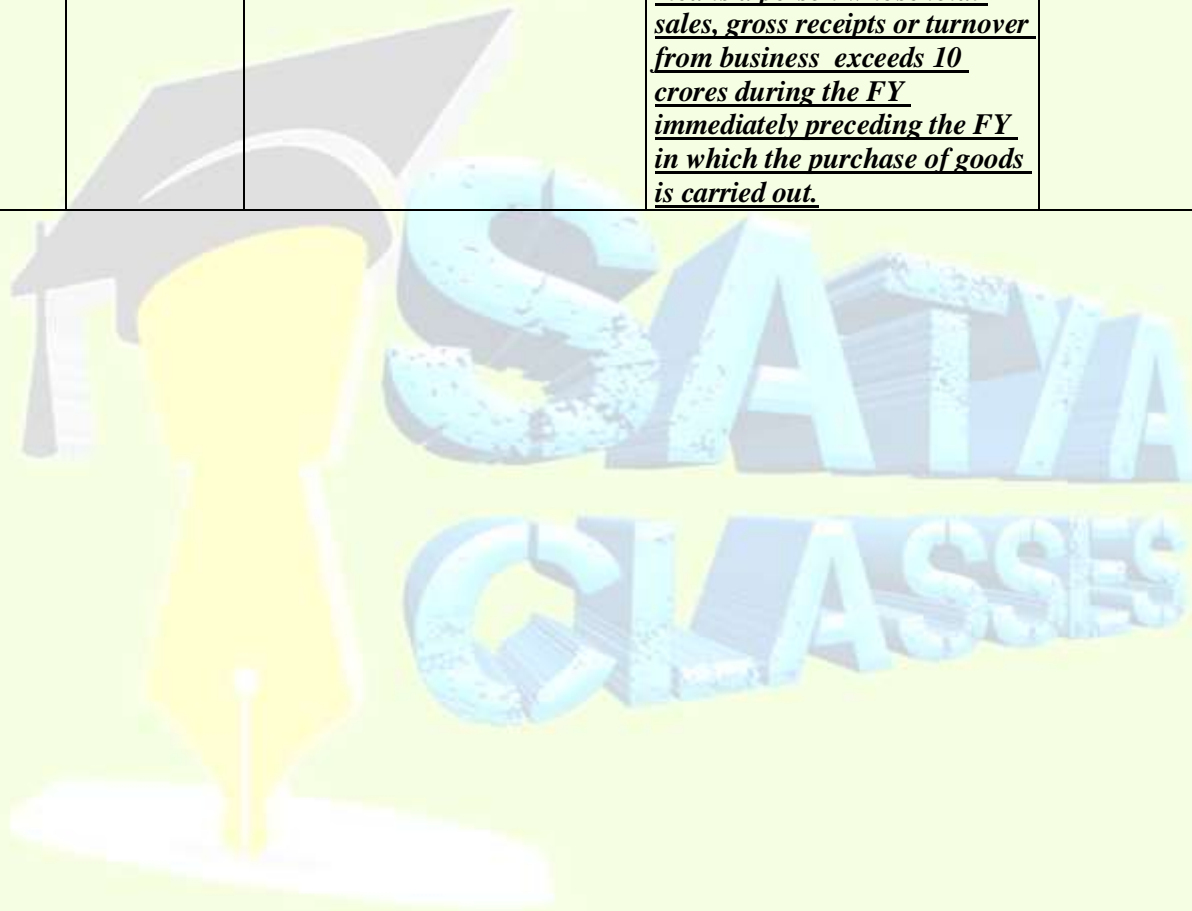 sales, gross receipts or turnover
from business exceeds 10
crores during the FY
immediately preceding the FY
in which the purchase of goods
is carried out.
SATYA
CLASSES